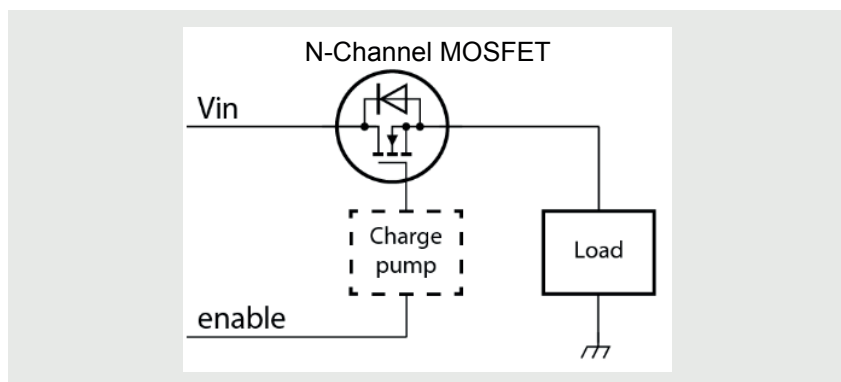 N-Channel MOSFET
Vin
Charge
pump
Load
enable